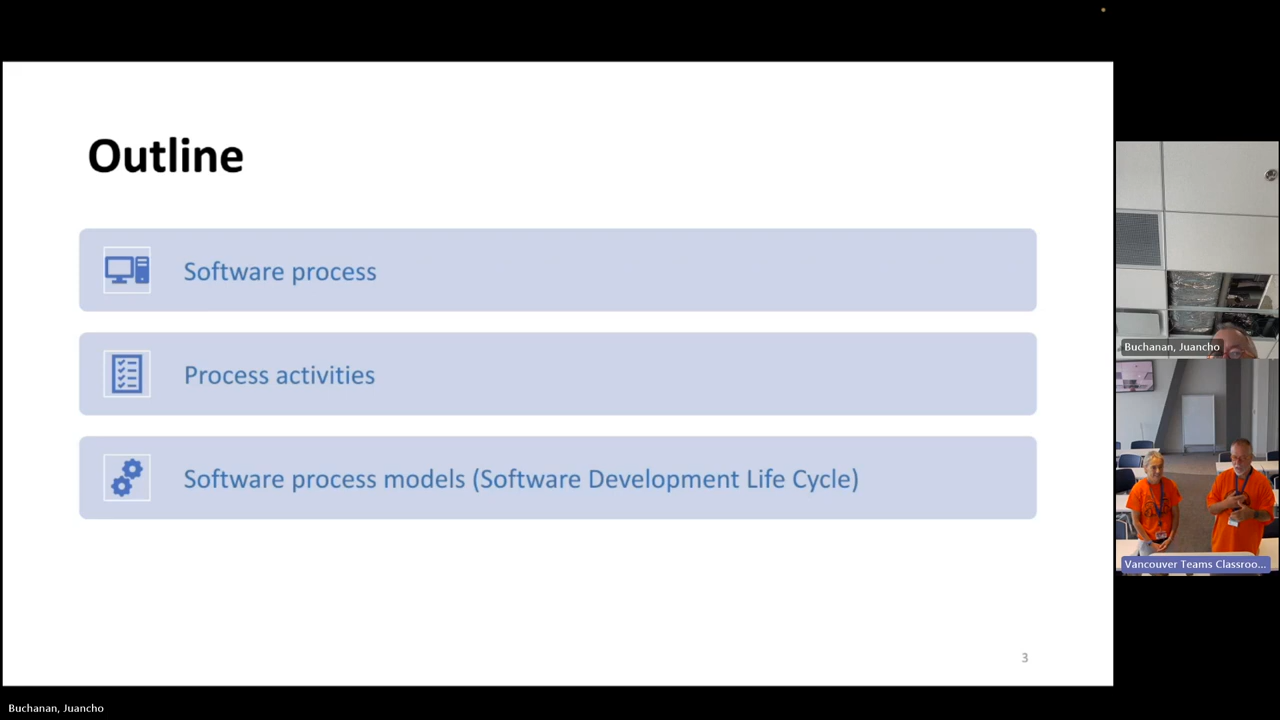 Outline
Software process
Process activities
Software process models (Software Development Life Cycle)
3
Buchanan, Juancho
Vancouver Teams Classroo...
Buchanan, Juancho